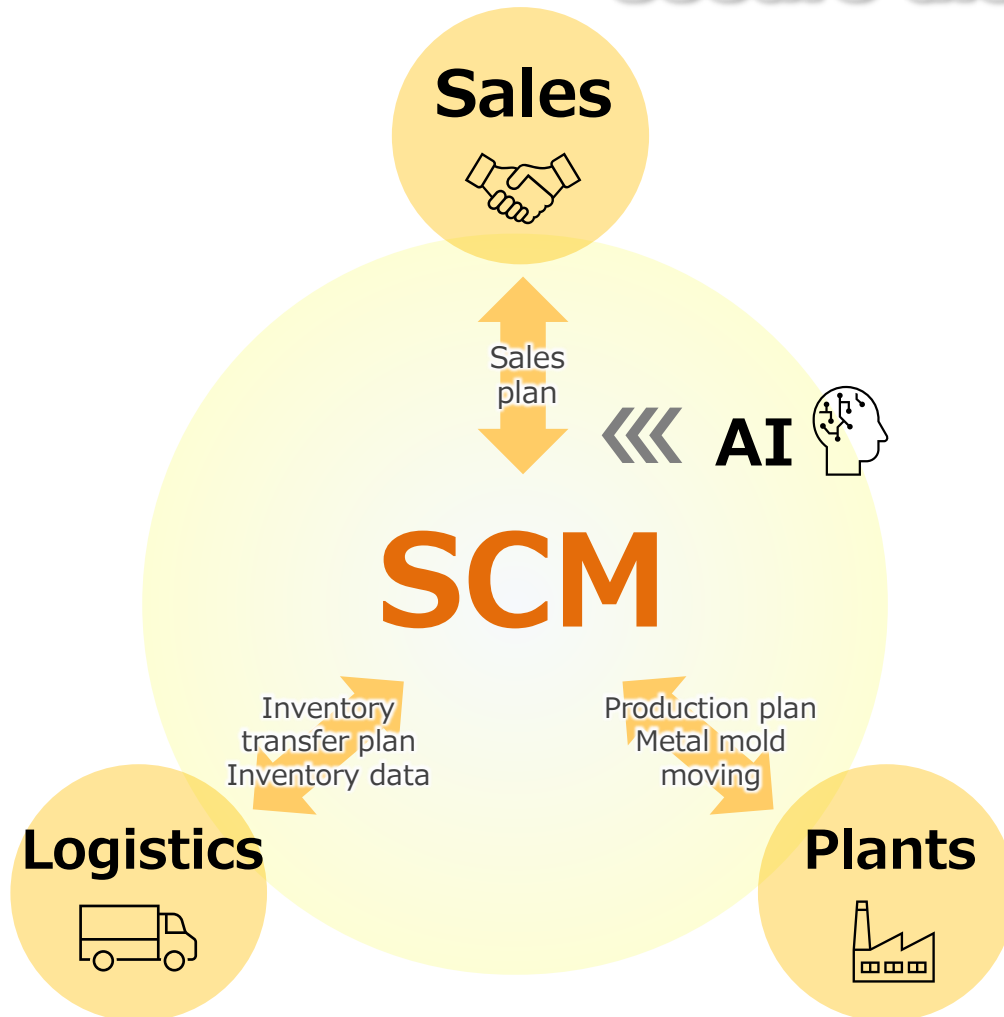 Sales
Sales
plan
AI
SCM
Inventory
transfer plan
Inventory data
Production plan
Metal mold
moving
Logistics
Plants